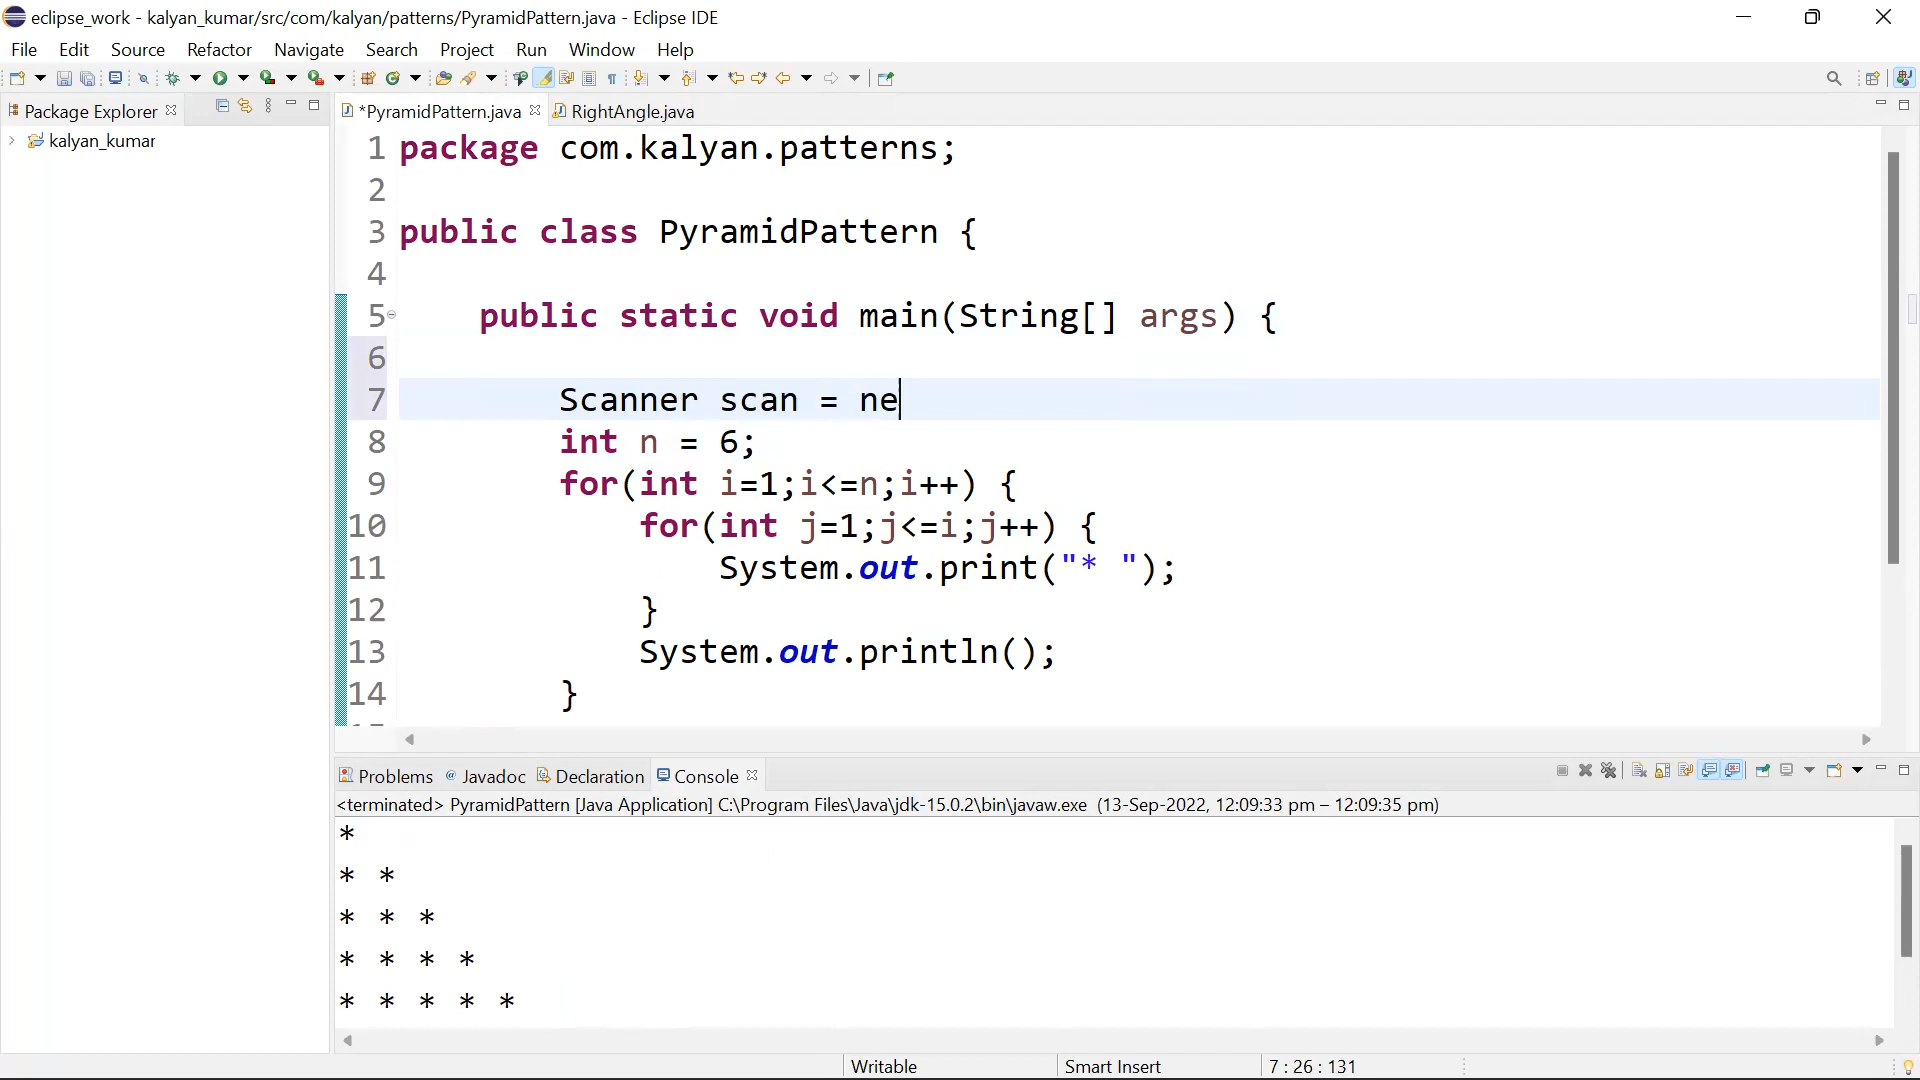 eclipse_work - kalyan_kumar/src/com/kalyan/patterns/PyramidPattern.java - Eclipse IDE
File Edit Source Refactor Navigate Search Project Run Window Help
Package Explorer
*PyramidPattern.java RightAngle.java
kalyan_kumar
1 package com.kalyan.patterns;
2
3 public class PyramidPattern {
4
5 public static void main(String[] args) {
6
7 Scanner scan = ne
8 int n = 6;
9 for(int i=1;i<=n;i++) {
10 for(int j=1;j<=i;j++) {
11 System.out.print("* ");
12 }
13 System.out.println();
14 }
Problems @ Javadoc Declaration Console
<terminated> PyramidPattern [Java Application] C:\Program Files\Java\jdk-15.0.2\bin\javaw.exe (13-Sep-2022, 12:09:33 pm – 12:09:35 pm)
*
* *
* * *
* * * *
* * * * *
Writable Smart Insert 7 : 26 : 131